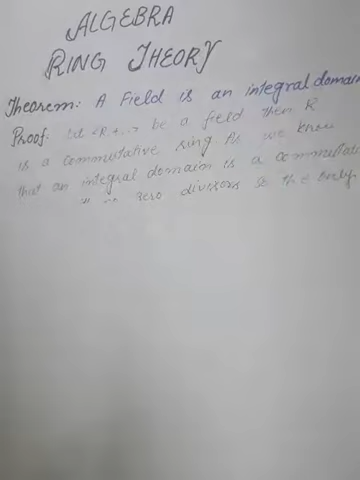 ALGEBRA
RING THEORY
Theorem: A Field is an integral domain
Proof: Let <R + .> be a field then R
is a commutative ring. As we know
that an integral domain is a commutati
zero divisors so the only